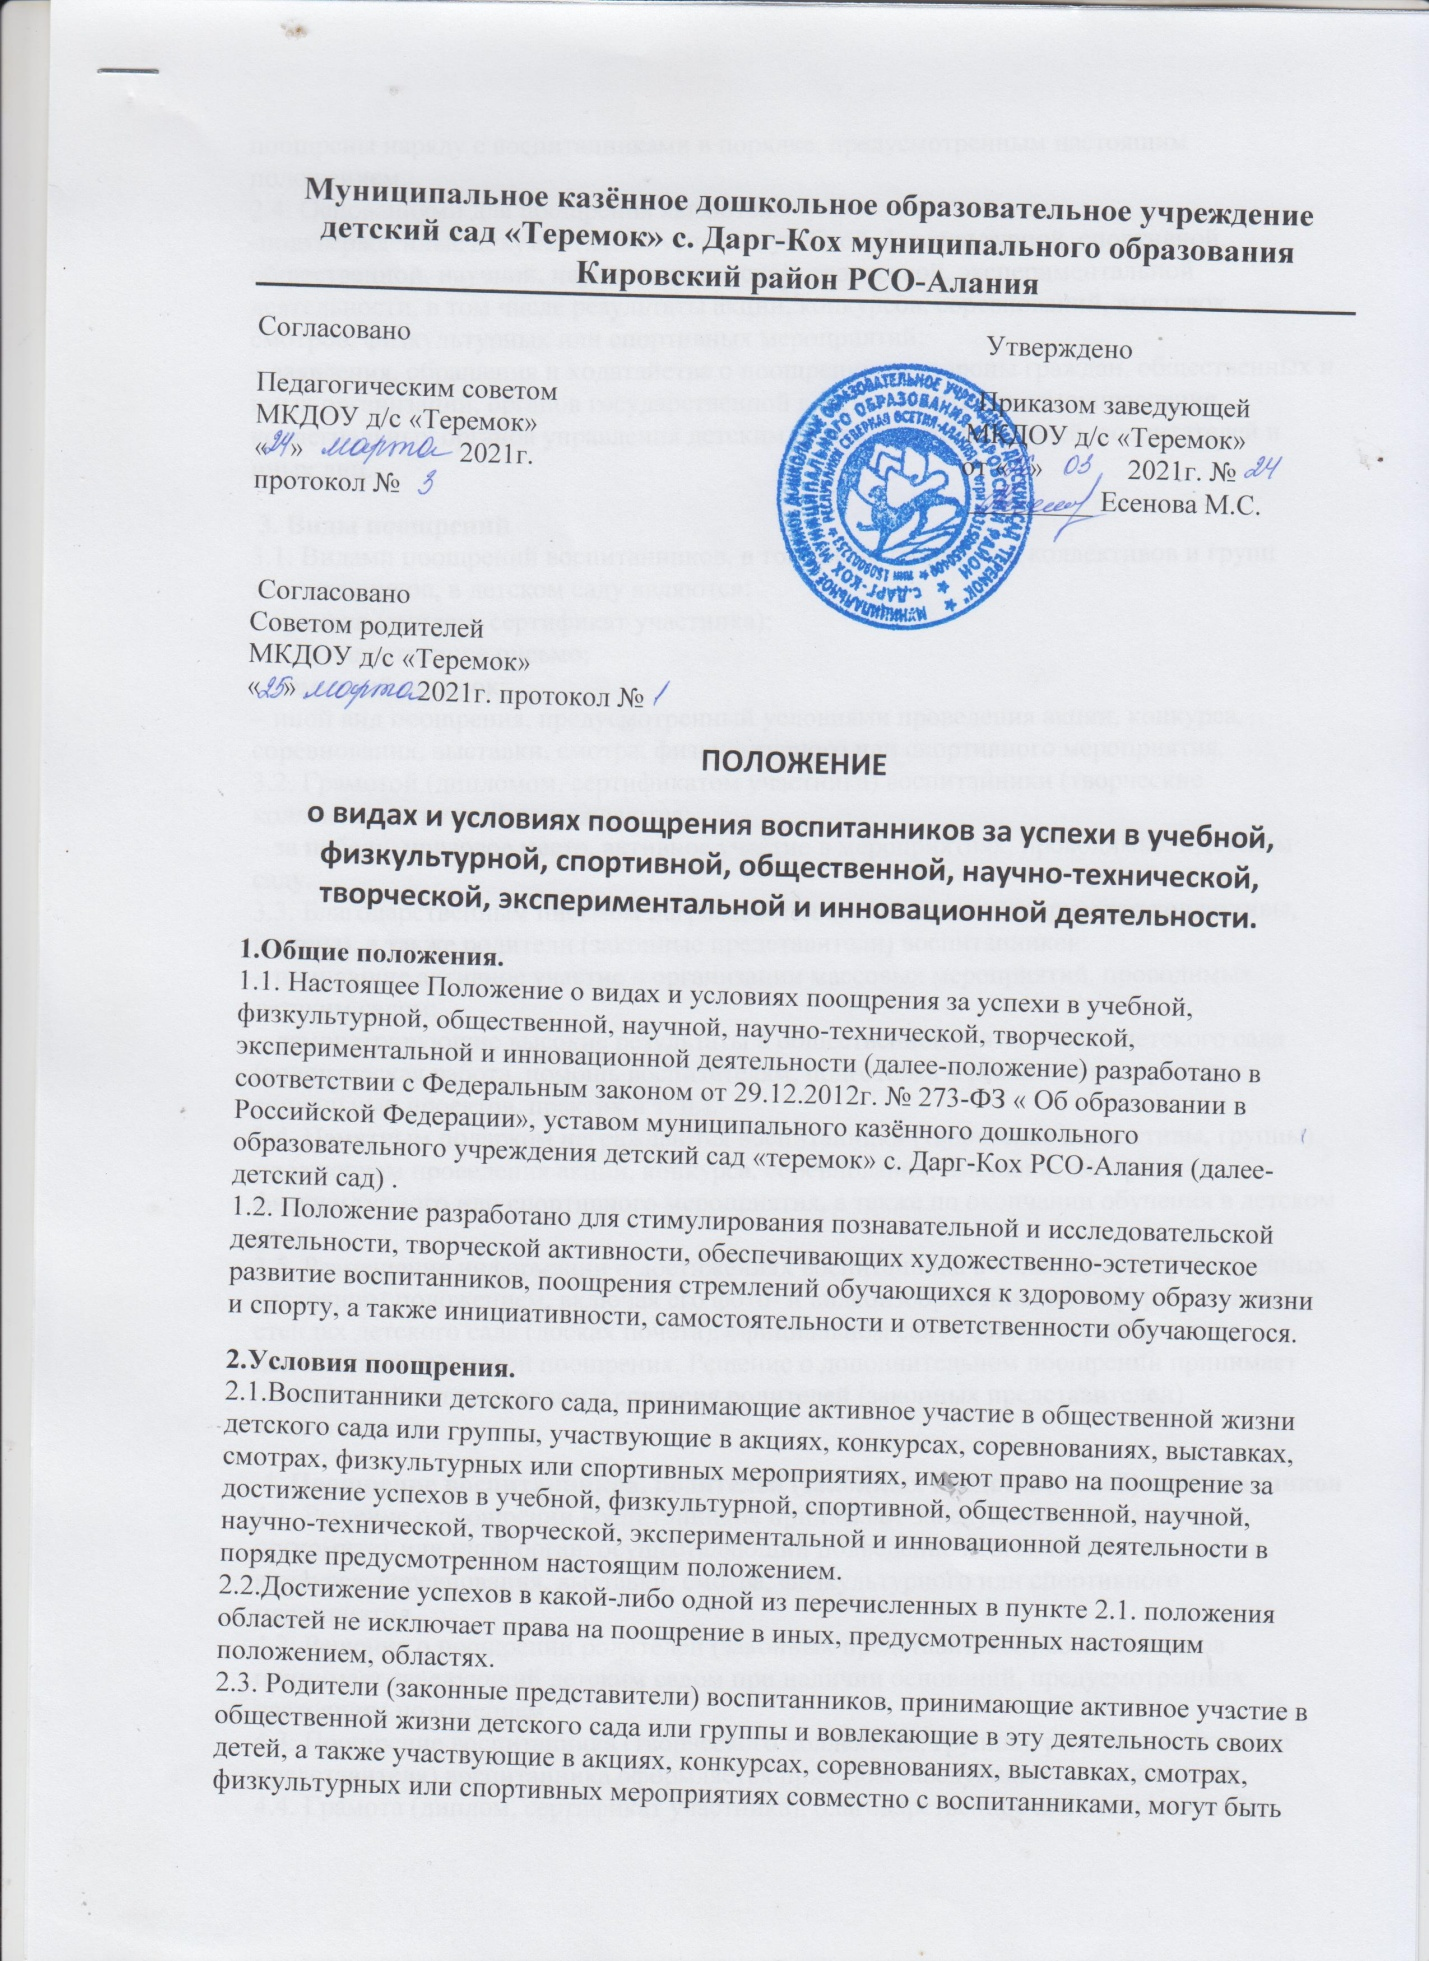 Муниципальное казённое дошкольное образовательное учреждение
детский сад «Теремок» с. Дарг-Кох муниципального образования
Кировский район РСО-Алания
Согласовано
Педагогическим советом
МКДОУ д/с «Теремок»
«24» марта 2021г.
протокол № 3
Утверждено
Приказом заведующей
МКДОУ д/с «Теремок»
от « » 03 2021г. № 24
Есенова М.С.
Согласовано
Советом родителей
МКДОУ д/с «Теремок»
«25» марта 2021г. протокол № 1
ПОЛОЖЕНИЕ
о видах и условиях поощрения воспитанников за успехи в учебной,
физкультурной, спортивной, общественной, научно-технической,
творческой, экспериментальной и инновационной деятельности.
1.Общие положения.
1.1. Настоящее Положение о видах и условиях поощрения за успехи в учебной,
физкультурной, общественной, научной, научно-технической, творческой,
экспериментальной и инновационной деятельности (далее-положение) разработано в
соответствии с Федеральным законом от 29.12.2012г. № 273-ФЗ « Об образовании в
Российской Федерации», уставом муниципального казённого дошкольного
образовательного учреждения детский сад «теремок» с. Дарг-Кох РСО-Алания (далее-
детский сад) .
1.2. Положение разработано для стимулирования познавательной и исследовательской
деятельности, творческой активности, обеспечивающих художественно-эстетическое
развитие воспитанников, поощрения стремлений обучающихся к здоровому образу жизни
и спорту, а также инициативности, самостоятельности и ответственности обучающегося.
2.Условия поощрения.
2.1.Воспитанники детского сада, принимающие активное участие в общественной жизни
детского сада или группы, участвующие в акциях, конкурсах, соревнованиях, выставках,
смотрах, физкультурных или спортивных мероприятиях, имеют право на поощрение за
достижение успехов в учебной, физкультурной, спортивной, общественной, научной,
научно-технической, творческой, экспериментальной и инновационной деятельности в
порядке предусмотренном настоящим положением.
2.2.Достижение успехов в какой-либо одной из перечисленных в пункте 2.1. положения
областей не исключает права на поощрение в иных, предусмотренных настоящим
положением, областях.
2.3. Родители (законные представители) воспитанников, принимающие активное участие в
общественной жизни детского сада или группы и вовлекающие в эту деятельность своих
детей, а также участвующие в акциях, конкурсах, соревнованиях, выставках, смотрах,
физкультурных или спортивных мероприятиях совместно с воспитанниками, могут быть